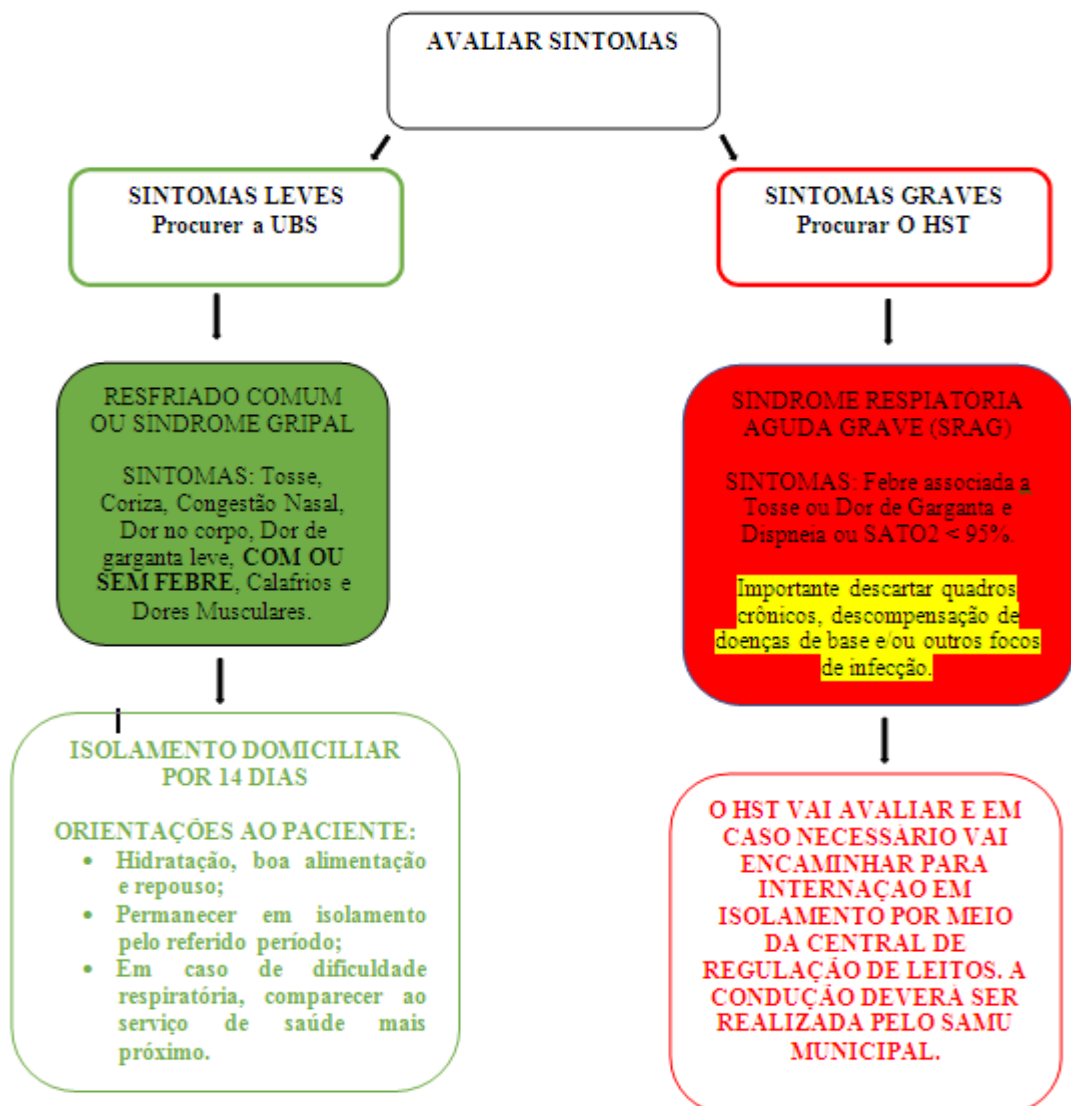 AVALIAR SINTOMAS
SINTOMAS LEVES
Procurer a UBS
SINTOMAS GRAVES
Procurar O HST
RESFRIADO COMUM
OU SINDROME GRIPAL
SINTOMAS: Tosse,
Coriza, Congestão Nasal,
Dor no corpo, Dor de
garganta leve, COM OU
SEM FEBRE, Calafrios e
Dores Musculares.
SÍNDROME RESPIATÓRIA
AGUDA GRAVE (SRAG)
SINTOMAS: Febre associada a
Tosse ou Dor de Garganta e
Dispneia ou SATO2 < 95%.
Importante descartar quadros
crônicos, descompensação de
doenças de base e/ou outros focos
de infecção.
ISOLAMENTO DOMICILIAR
POR 14 DIAS
ORIENTAÇÕES AO PACIENTE:
• Hidratação, boa alimentação
e repouso;
• Permanecer em isolamento
pelo referido período;
• Em caso de dificuldade
respiratória, comparecer ao
serviço de saúde mais
próximo.
O HST VAI AVALIAR E EM
CASO NECESSÁRIO VAI
ENCAMINHAR PARA
INTERNAÇAO EM
ISOLAMENTO POR MEIO
DA CENTRAL DE
REGULAÇÃO DE LEITOS. A
CONDUÇÃO DEVERÁ SER
REALIZADA PELO SAMU
MUNICIPAL.